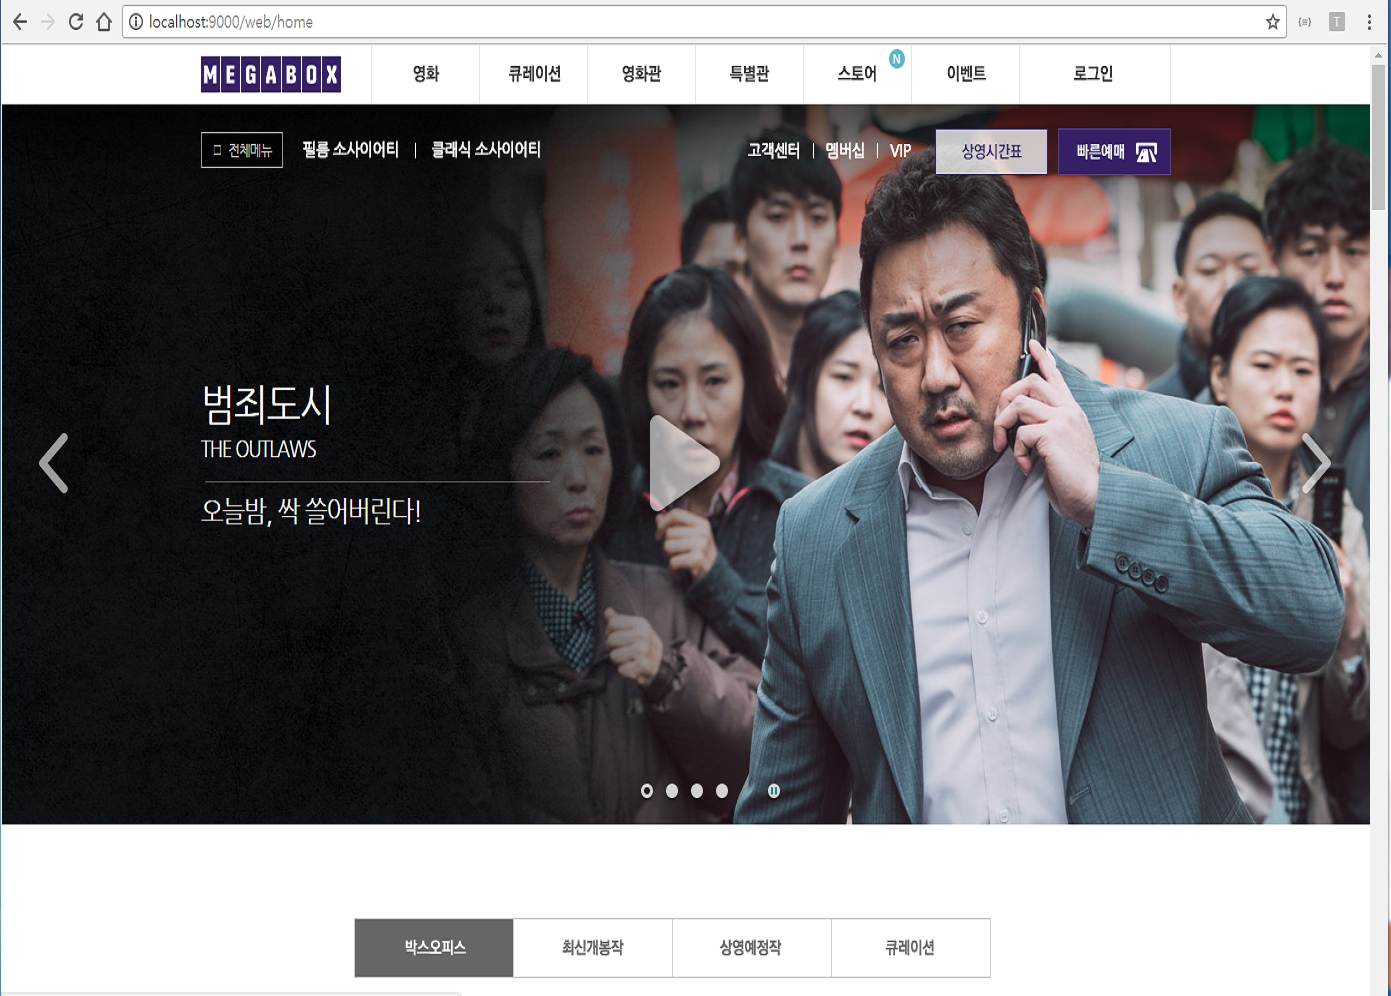 localhost:9000/web/home
MEGABOX
영화
큐레이션
영화관
특별관
스토어
N
이벤트
로그인
전체메뉴
필름 소사이어티 | 클래식 소사이어티
고객센터 | 멤버십 | VIP
상영시간표
빠른예매
범죄도시
THE OUTLAWS
오늘밤, 싹 쓸어버린다!
박스오피스
최신개봉작
상영예정작
큐레이션